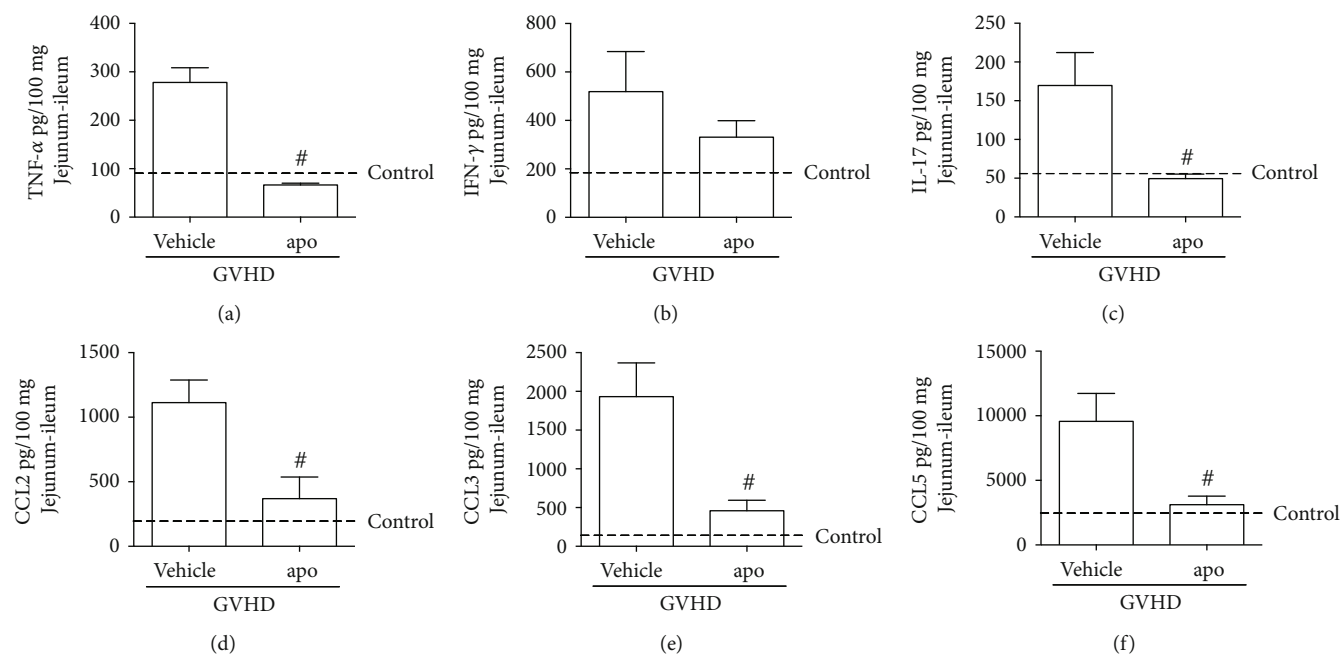 TNF-α pg/100 mg
Jejunum-ileum
400
300
200
100
0
#
Control
Vehicle
apo
GVHD
(a)
IFN-γ pg/100 mg
Jejunum-ileum
800
600
400
200
0
Control
Vehicle
apo
GVHD
(b)
IL-17 pg/100 mg
Jejunum-ileum
250
200
150
100
50
0
#
Control
Vehicle
apo
GVHD
(c)
CCL2 pg/100 mg
Jejunum-ileum
1500
1000
500
0
#
Control
Vehicle
apo
GVHD
(d)
CCL3 pg/100 mg
Jejunum-ileum
2500
2000
1500
1000
500
0
#
Control
Vehicle
apo
GVHD
(e)
CCL5 pg/100 mg
Jejunum-ileum
15000
10000
5000
0
#
Control
Vehicle
apo
GVHD
(f)